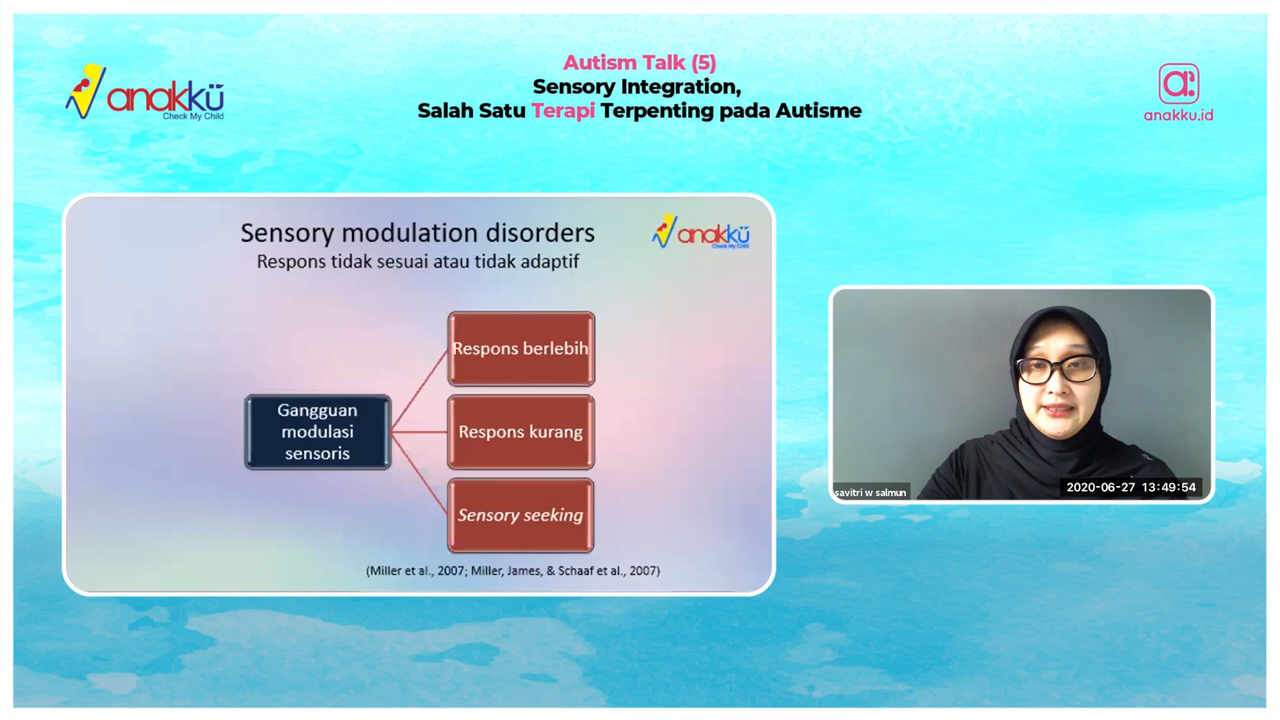 Autism Talk (5)
Sensory Integration,
Salah Satu Terapi Terpenting pada Autisme
anakkü
Check My Child
anakku.id
Sensory modulation disorders
Respons tidak sesuai atau tidak adaptif
anakkü
Check My Child
Respons berlebih
Gangguan
modulasi
sensoris
Respons kurang
Sensory seeking
(Miller et al., 2007; Miller, James, & Schaaf et al., 2007)
savitri w salmun
2020-06-27 13:49:54